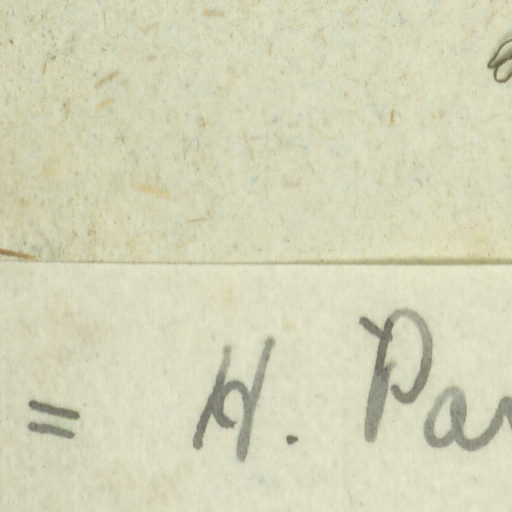 = H. Par